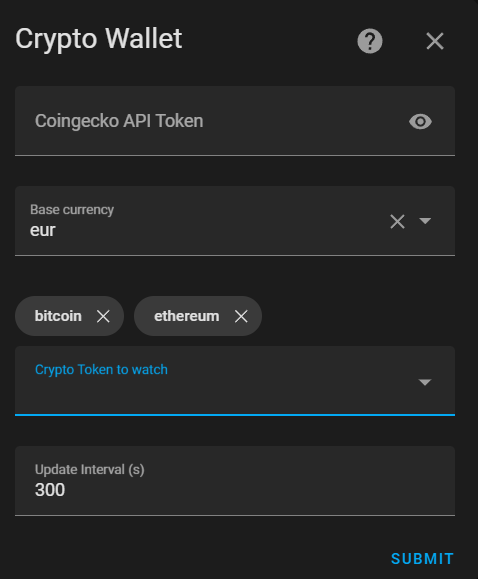 Crypto Wallet
Coingecko API Token
Base currency
eur
bitcoin ethereum
Crypto Token to watch
Update Interval (s)
300
SUBMIT